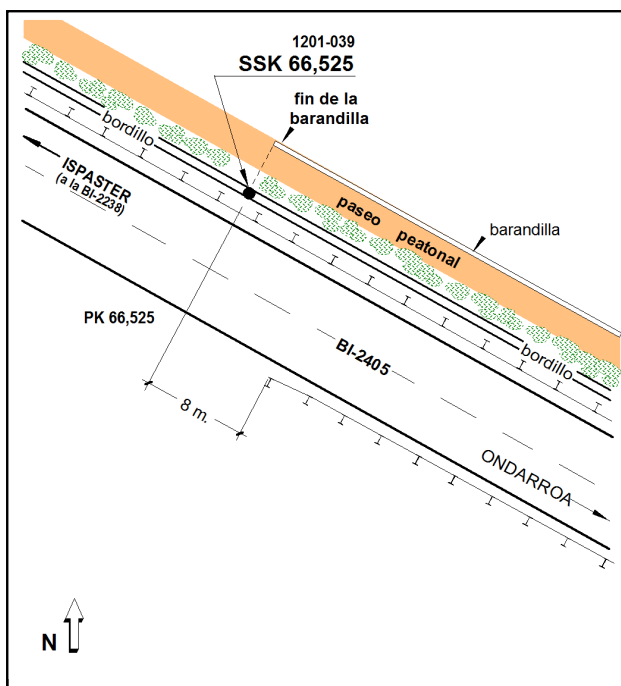 1201-039
SSK 66,525
fin de la
barandilla
bordillo
ISPASTER
(a la BI-2238)
paseo peatonal
barandilla
PK 66,525
BI-2405
bordillo
8 m.
ONDARROA
N